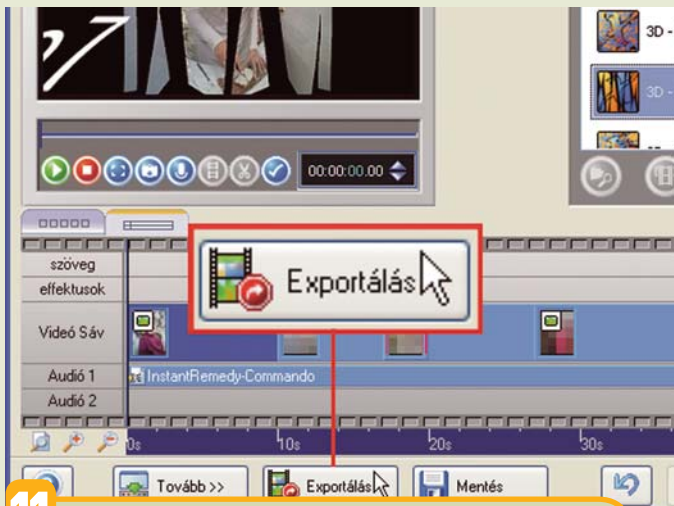 3D -
3D -
00:00:00.00
Exportálás
szöveg
effektusok
Videó Sáv
Audió 1
InstantRemedy-Commando
Audió 2
0s 10s 20s 30s
Tovább >> Exportálás Mentés
11